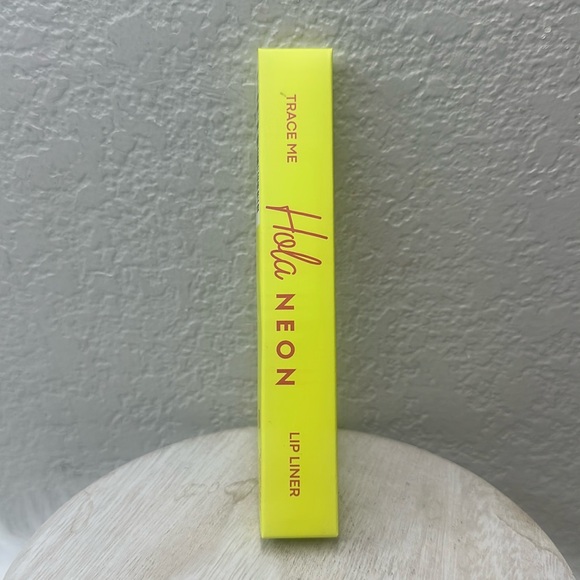 TRACE ME
Hola
NEON
LIP LINER